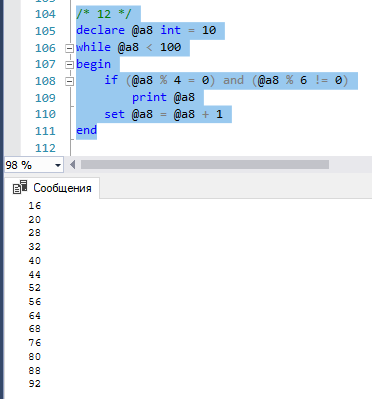 104 /* 12 */
105 declare @a8 int = 10
106 while @a8 < 100
107 begin
108 if (@a8 % 4 = 0) and (@a8 % 6 != 0)
109 print @a8
110 set @a8 = @a8 + 1
111 end
112
98 %
Сообщения
16
20
28
32
40
44
52
56
64
68
76
80
88
92